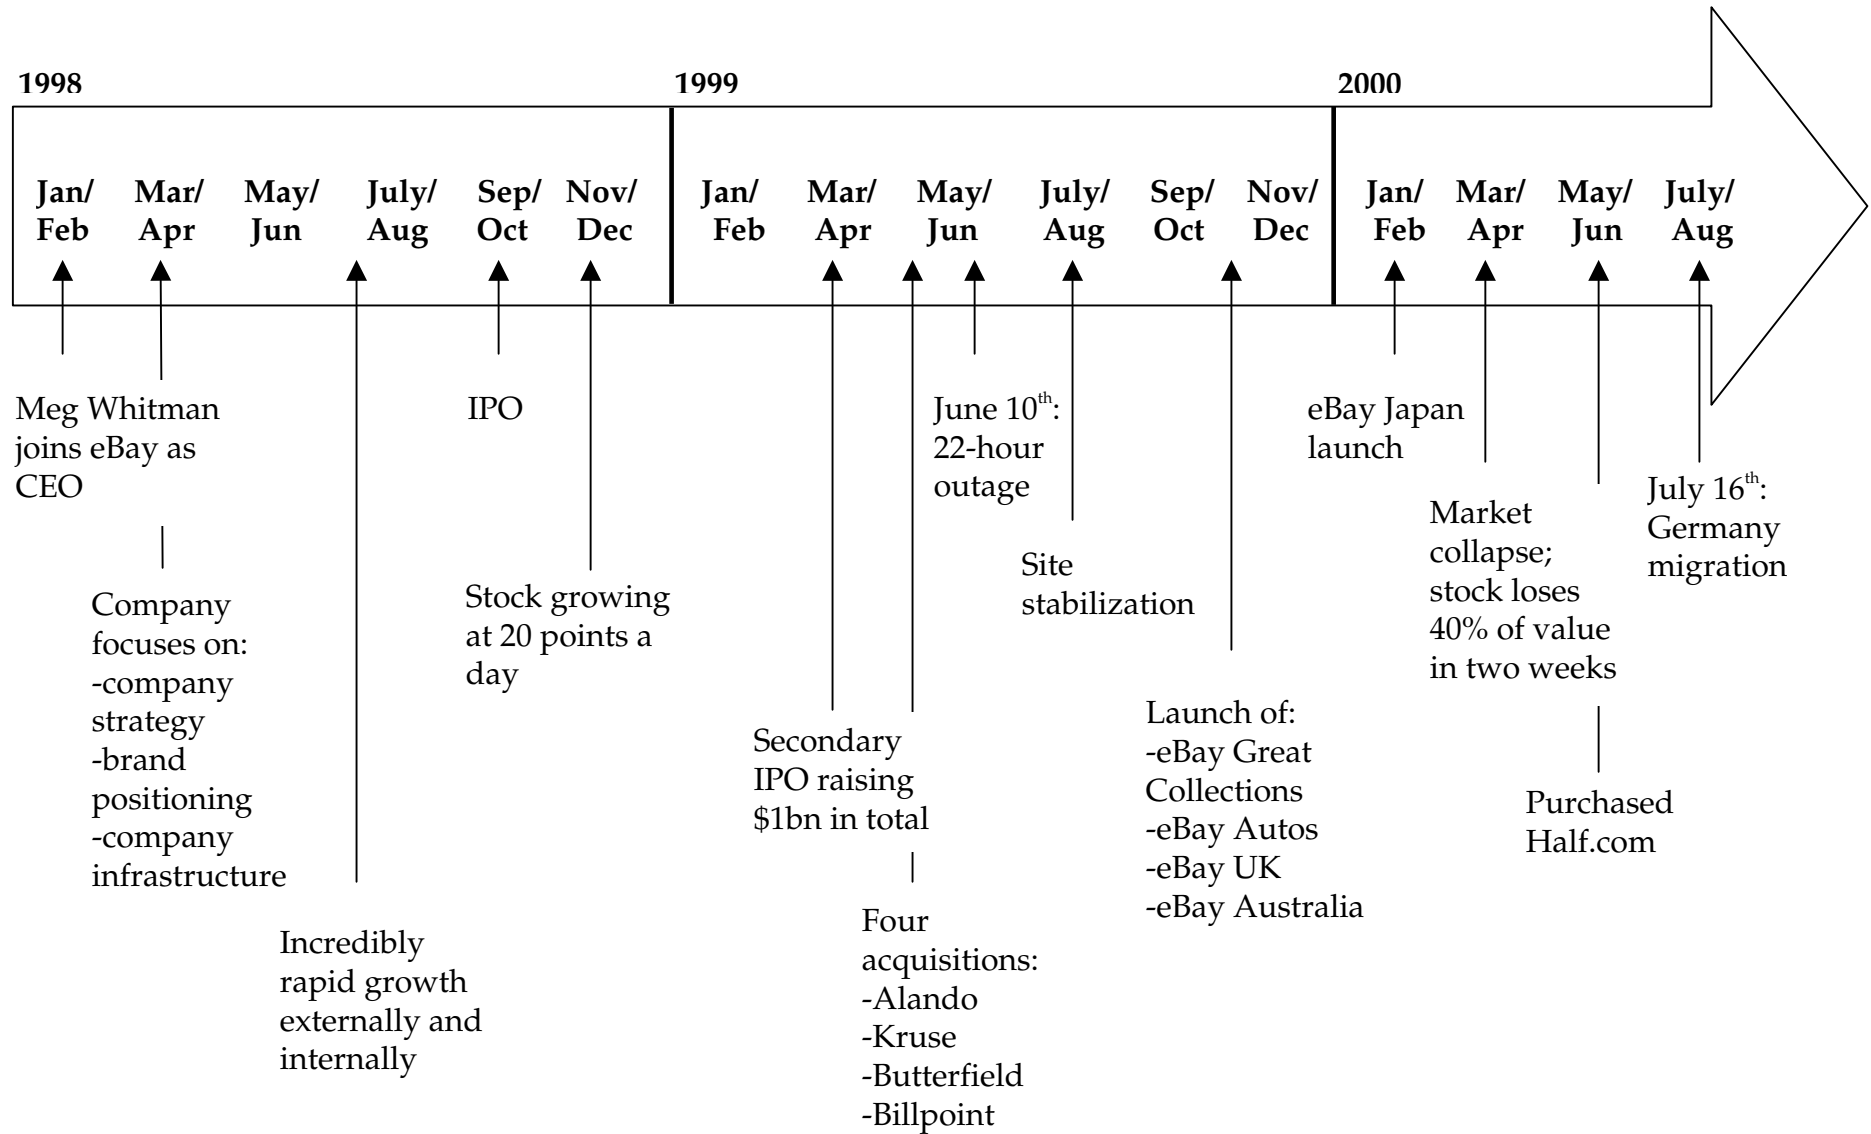 1998
1999
2000
Jan/
Feb
Mar/
Apr
May/
Jun
July/
Aug
Sep/
Oct
Nov/
Dec
Jan/
Feb
Mar/
Apr
May/
Jun
July/
Aug
Sep/
Oct
Nov/
Dec
Jan/
Feb
Mar/
Apr
May/
Jun
July/
Aug
Meg Whitman
joins eBay as
CEO
Company
focuses on:
-company
strategy
-brand
positioning
-company
infrastructure
Incredibly
rapid growth
externally and
internally
IPO
Stock growing
at 20 points a
day
Secondary
IPO raising
$1bn in total
Four
acquisitions:
-Alando
-Kruse
-Butterfield
-Billpoint
June 10th:
22-hour
outage
Site
stabilization
Launch of:
-eBay Great
Collections
-eBay Autos
-eBay UK
-eBay Australia
eBay Japan
launch
Market
collapse;
stock loses
40% of value
in two weeks
Purchased
Half.com
July 16th:
Germany
migration